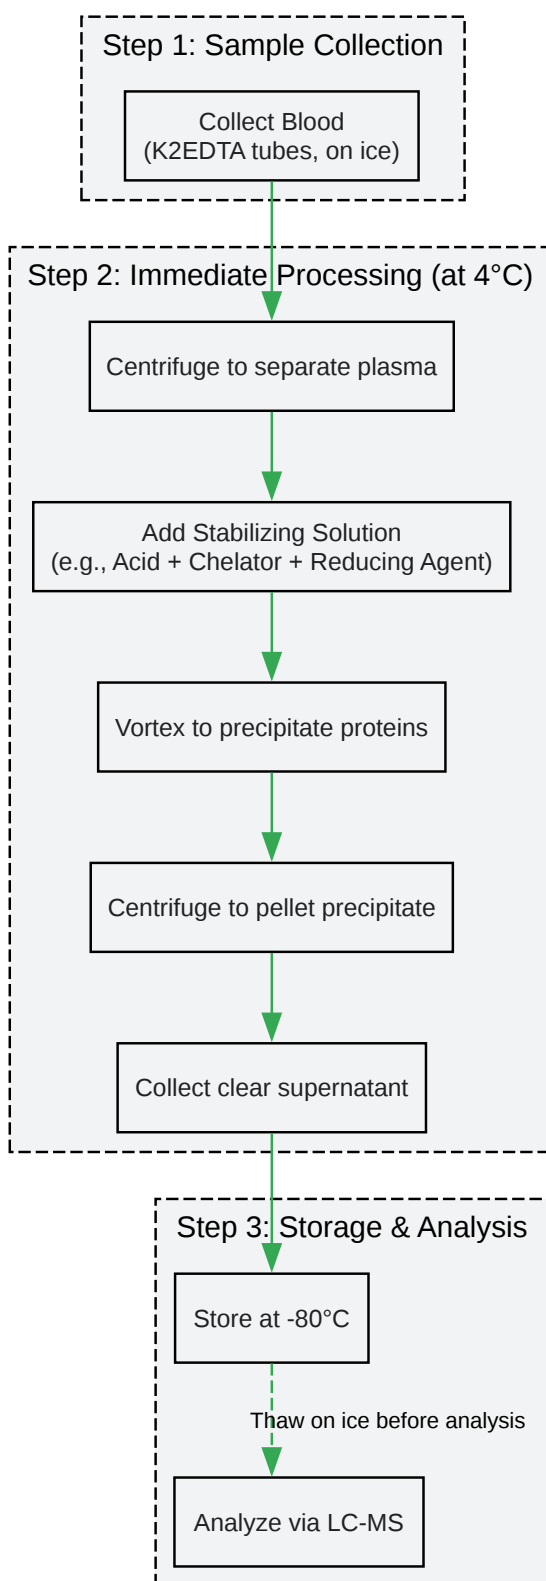 Step 1: Sample Collection
Collect Blood
(K2EDTA tubes, on ice)
Step 2: Immediate Processing (at 4°C)
Centrifuge to separate plasma
Add Stabilizing Solution
(e.g., Acid + Chelator + Reducing Agent)
Vortex to precipitate proteins
Centrifuge to pellet precipitate
Collect clear supernatant
Step 3: Storage & Analysis
Store at -80°C
Thaw on ice before analysis
Analyze via LC-MS